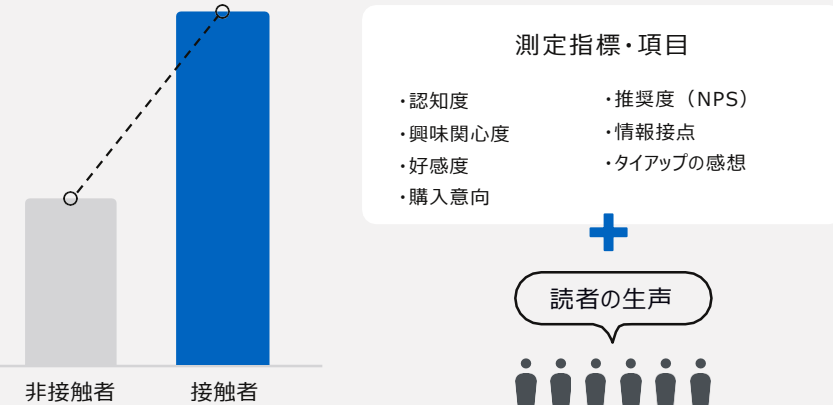 測定指標・項目
・認知度
・興味関心度
・好感度
・購入意向
・推奨度（NPS）
・情報接点
・タイアップの感想
読者の生声
非接触者
接触者